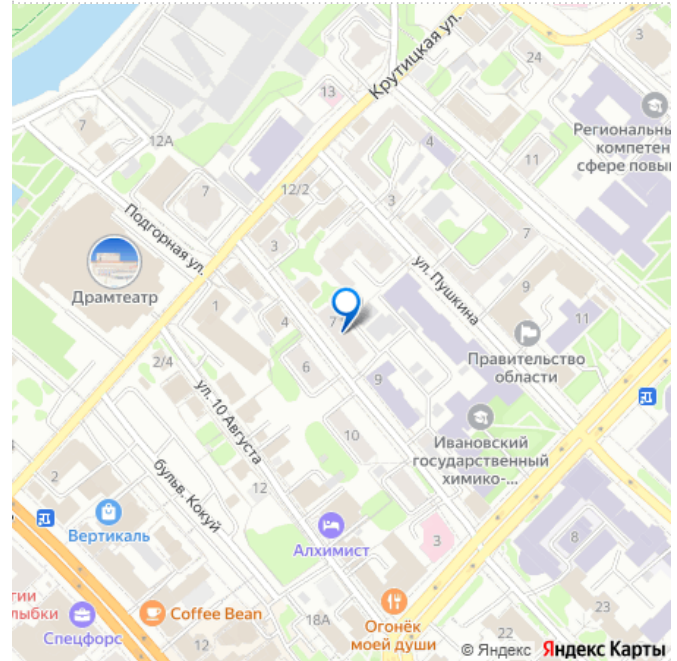 Крутицкая ул.
24
3
13
7
12А
4
11
Региональны
компетен
сфере повы
7
12/2
3
7
Подгорная ул.
ул. Пушкина
9
Драмтеатр
1
4
7
11
Правительство
области
2/4
6
9
ул. 10 Августа
10
Ивановский
государственный
химико-...
2
12
бульв. Кокуй
Вертикаль
Алхимист
3
8
гии
лыбки
Спецфорс
Coffee Bean
12
18А
Огонёк
моей души
23
22
© Яндекс Яндекс Карты